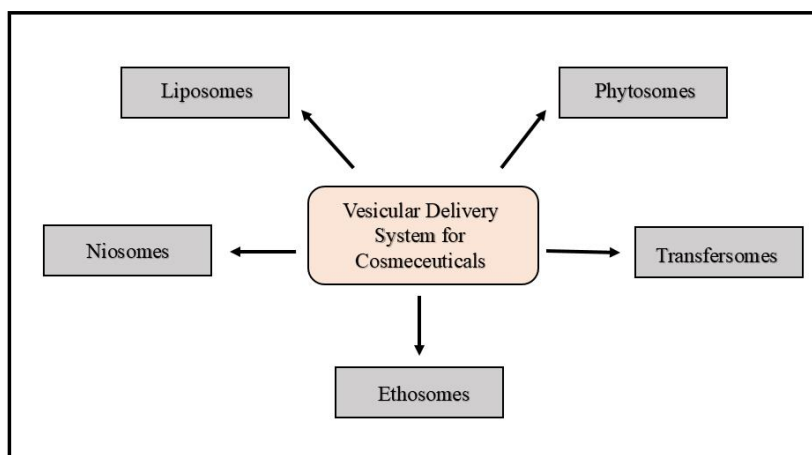 Liposomes
Phytosomes
Vesicular Delivery
System for
Cosmeceuticals
Niosomes
Transfersomes
Ethosomes